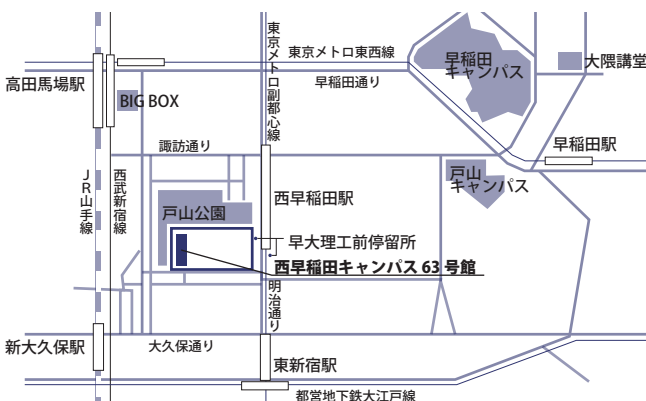 東京メトロ副都心線
東京メトロ東西線
早稲田
キャンパス
大隈講堂
高田馬場駅
早稲田通り
BIG BOX
諏訪通り
早稲田駅
JR山手線
西武新宿線
戸山
キャンパス
戸山公園
西早稲田駅
早大理工前停留所
西早稲田キャンパス 63 号館
明治通り
新大久保駅
大久保通り
東新宿駅
都営地下鉄大江戸線